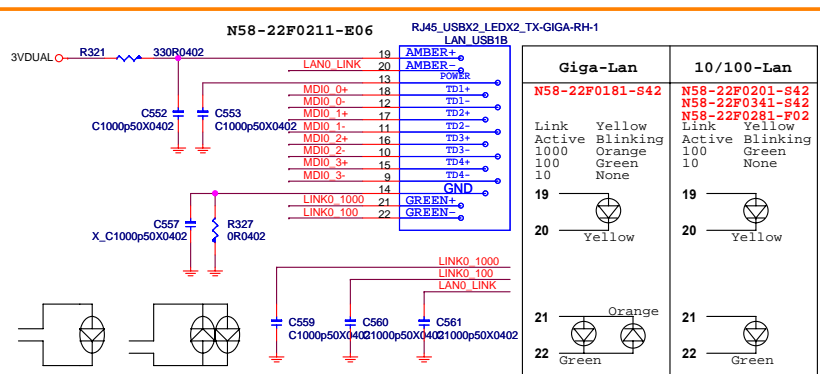 N58-22F0211-E06
RJ45_USBX2_LEDX2_TX-GIGA-RH-1
LAN_USB1B
3VDUAL
R321
330R0402
19 AMBER+
LAN0_LINK 20 AMBER-
13 POWER
MDI0_0+ 18 TD1+
MDI0_0- 12 TD1-
MDI0_1+ 17 TD2+
MDI0_1- 11 TD2-
MDI0_2+ 16 TD3+
MDI0_2- 10 TD3-
MDI0_3+ 15 TD4+
MDI0_3- 9 TD4-
14 GND
LINK0_1000 21 GREEN+
LINK0_100 22 GREEN-
C552
C1000p50X0402
C553
C1000p50X0402
C557
X_C1000p50X0402
R327
0R0402
LINK0_1000
LINK0_100
LAN0_LINK
C559
C1000p50X0402
C560
C1000p50X0402
C561
C1000p50X0402
Giga-Lan
N58-22F0181-S42
Link Yellow
Active Blinking
1000 Orange
100 Green
10 None
19
20
Yellow
21
Orange
22
Green
10/100-Lan
N58-22F0201-S42
N58-22F0341-S42
N58-22F0281-F02
Link Yellow
Active Blinking
100 Green
10 None
19
20
Yellow
21
22
Green